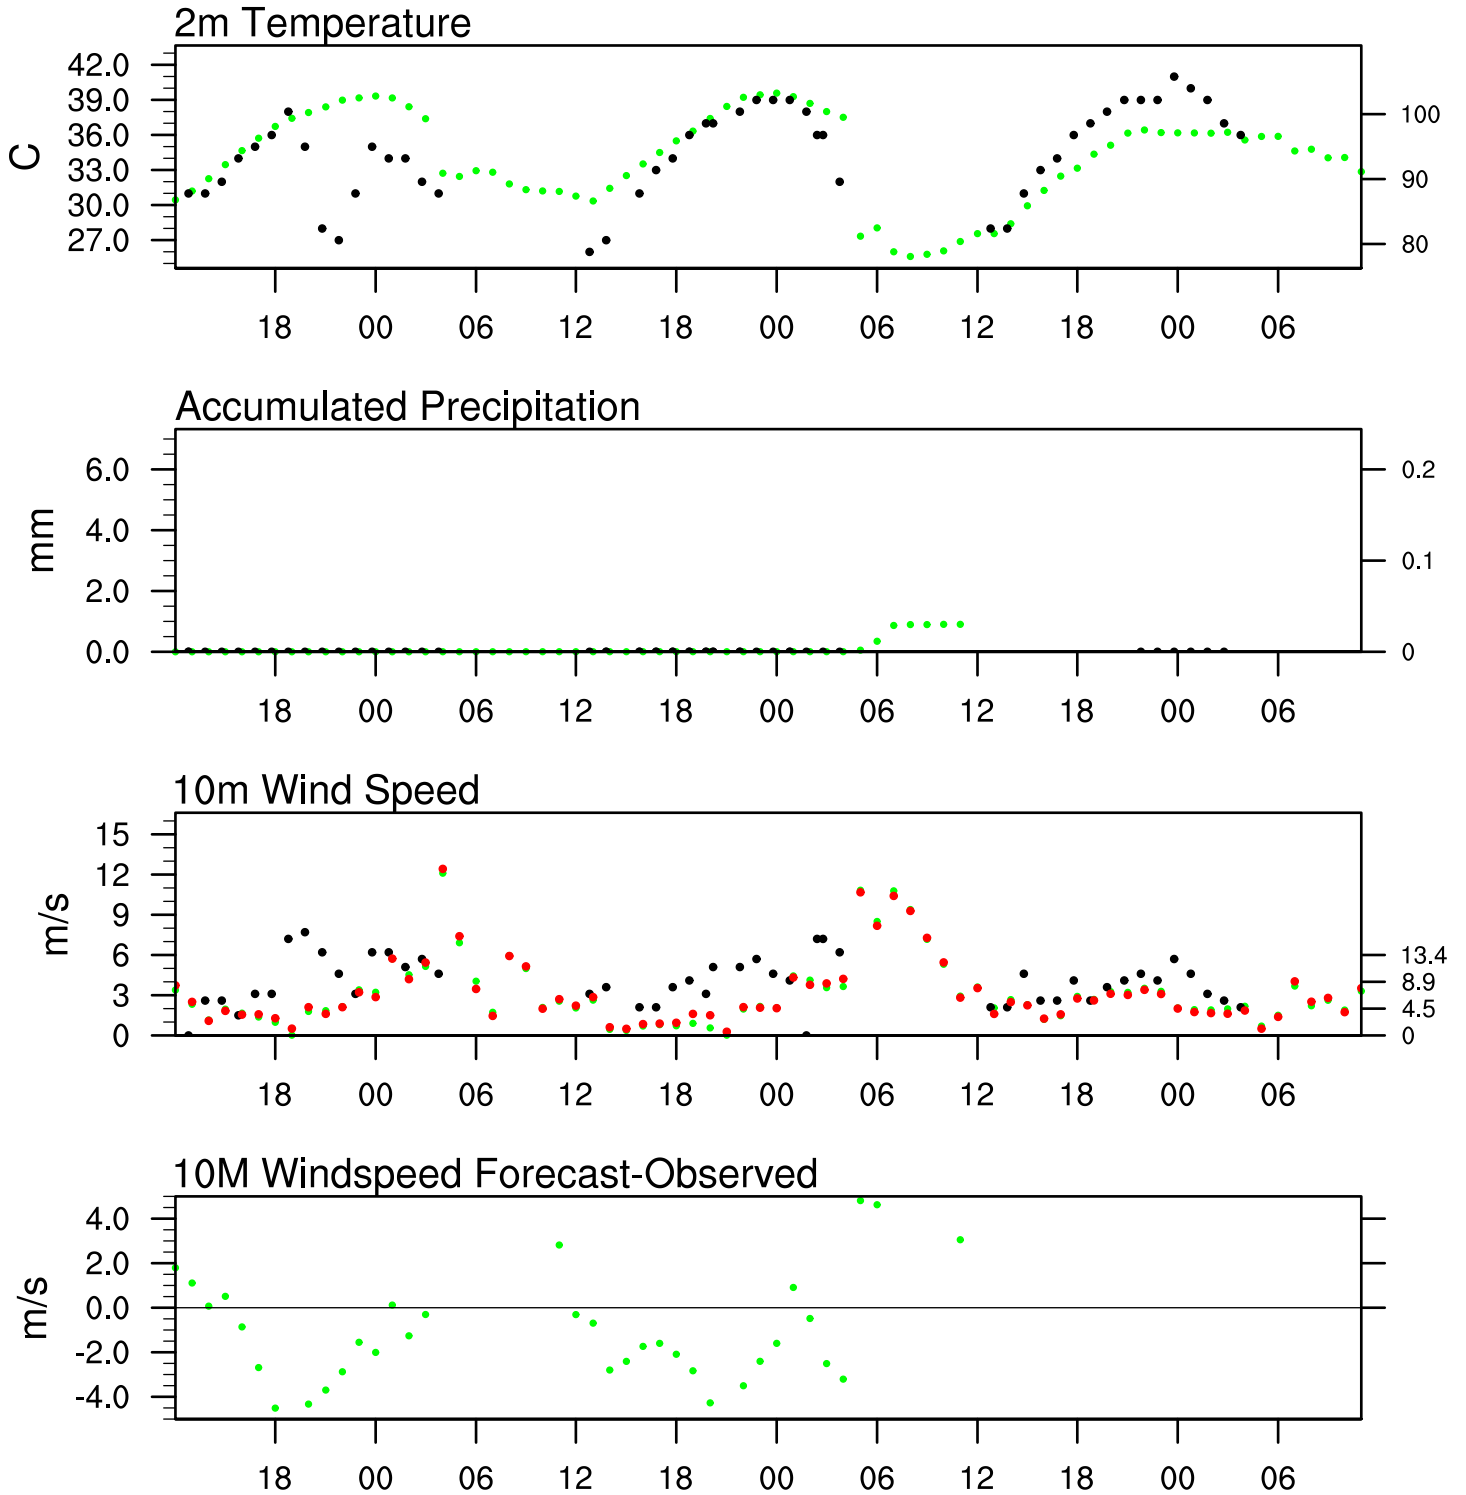 2m Temperature
42.0
39.0
36.0
33.0
30.0
27.0
C
100
90
80
18 00 06 12 18 00 06 12 18 00 06
Accumulated Precipitation
6.0
4.0
2.0
0.0
mm
0.2
0.1
0
18 00 06 12 18 00 06 12 18 00 06
10m Wind Speed
15
12
9
6
3
0
m/s
13.4
8.9
4.5
0
18 00 06 12 18 00 06 12 18 00 06
10M Windspeed Forecast-Observed
4.0
2.0
0.0
-2.0
-4.0
m/s
18 00 06 12 18 00 06 12 18 00 06